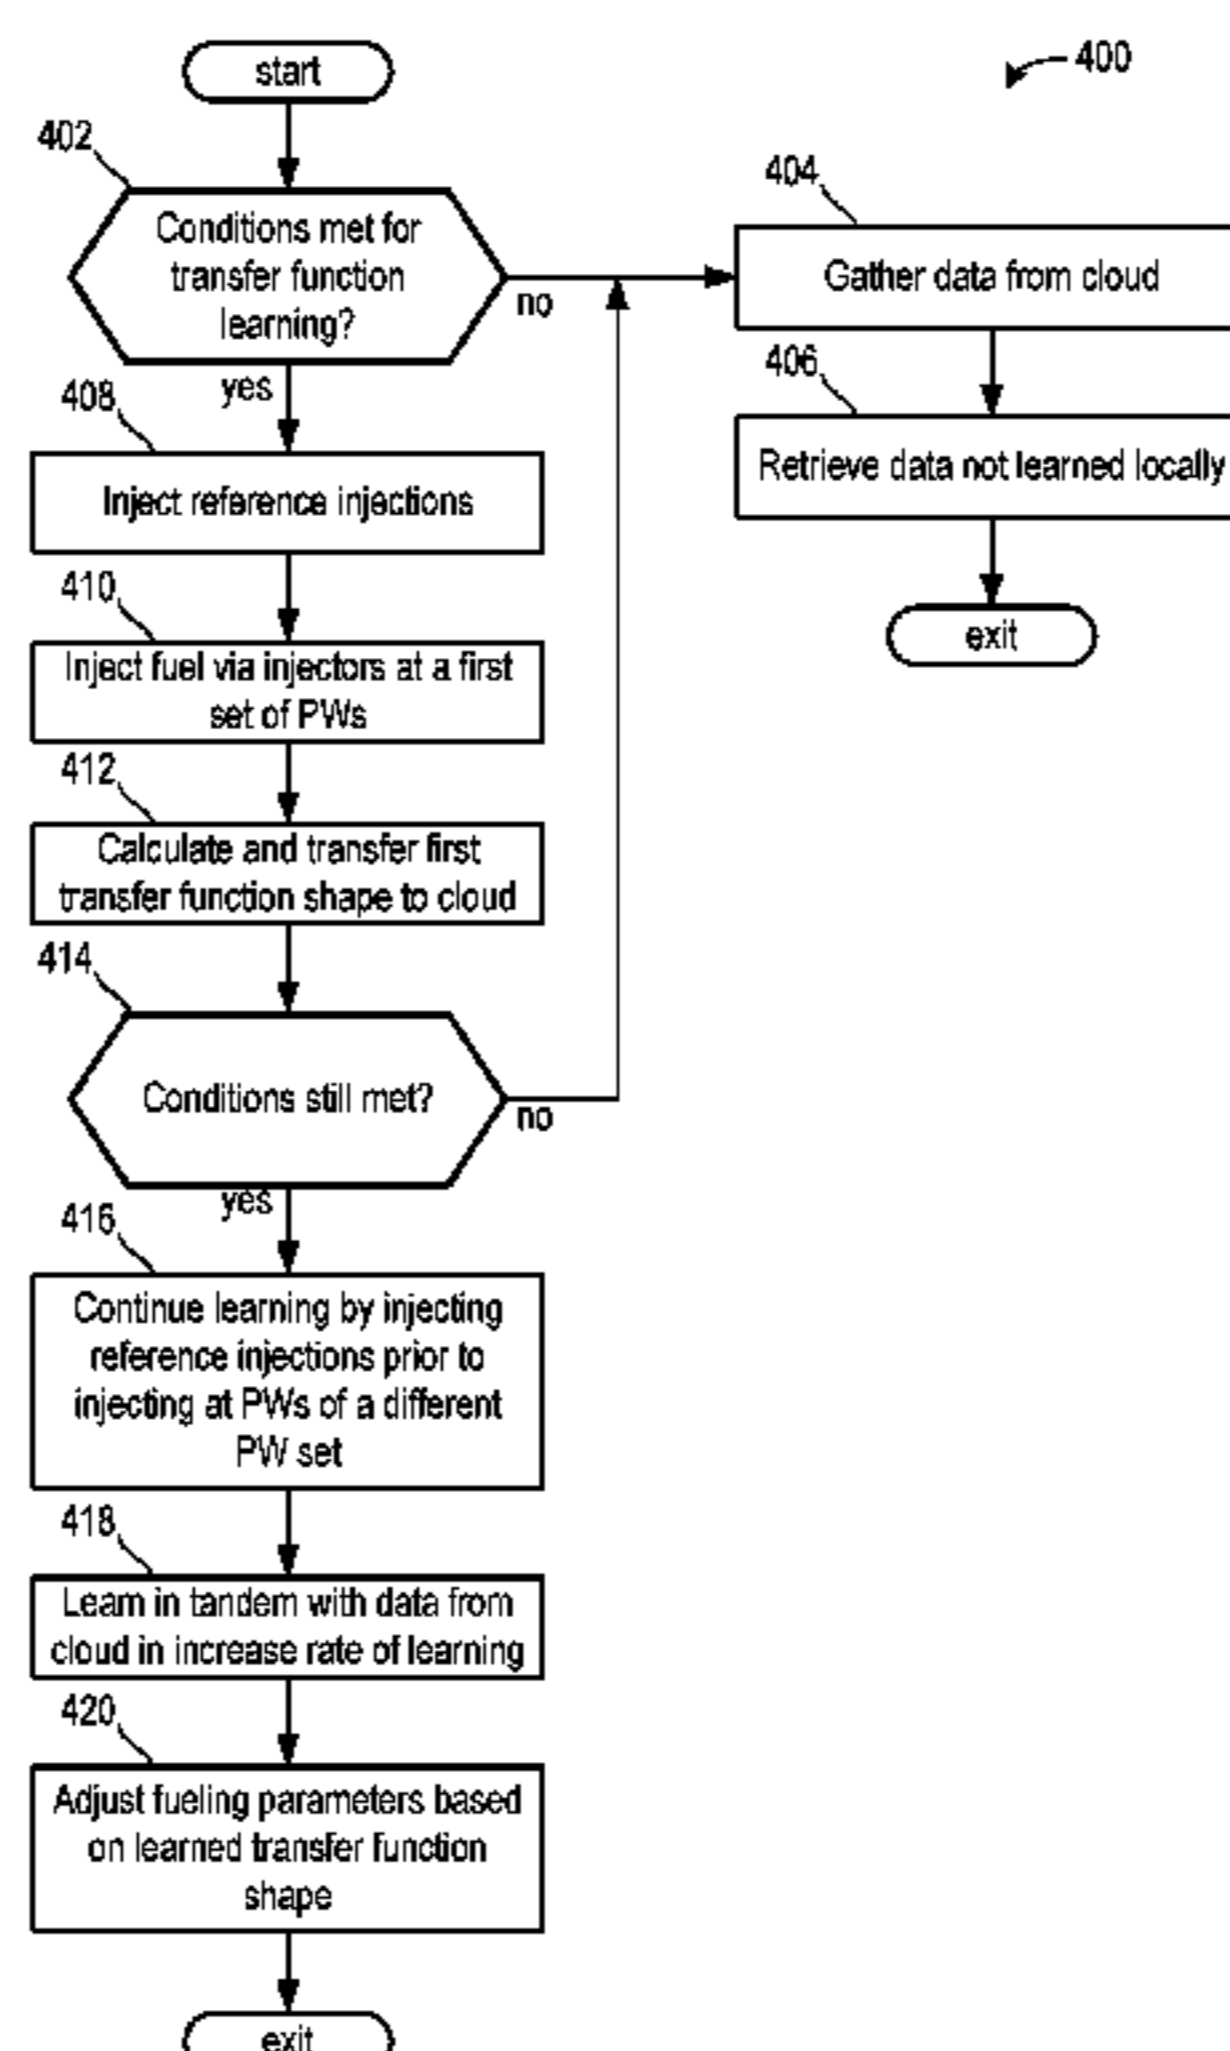 start
400
402
Conditions met for
transfer function
learning?
no
yes
404
Gather data from cloud
406
Retrieve data not learned locally
exit
408
Inject reference injections
410
Inject fuel via injectors at a first
set of PWs
412
Calculate and transfer first
transfer function shape to cloud
414
Conditions still met?
no
yes
416
Continue learning by injecting
reference injections prior to
injecting at PWs of a different
PW set
418
Learn in tandem with data from
cloud in increase rate of learning
420
Adjust fueling parameters based
on learned transfer function
shape
exit